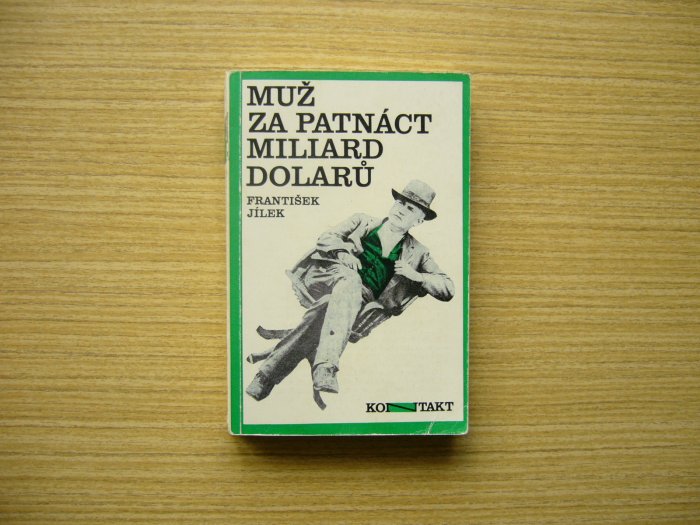 MUŽ
ZA PATNÁCT
MILIARD
DOLARŮ
FRANTIŠEK
JÍLEK
KONTAKT